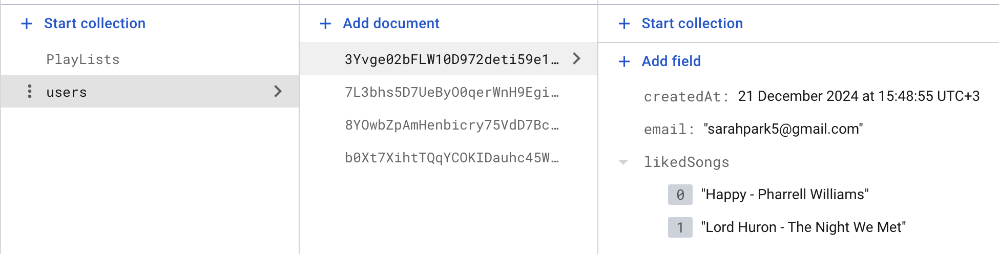 Start collection
PlayLists
users
Add document
3Yvge02bFLW10D972deti59e1…
7L3bhs5D7UeByO0qerWnH9Egi…
8YOwbZpAmHenbicry75VdD7Bc…
b0Xt7XihtTQqYCOKIDauhc45W…
Start collection
Add field
createdAt: 21 December 2024 at 15:48:55 UTC+3
email: "sarahpark5@gmail.com"
likedSongs
0 "Happy - Pharrell Williams"
1 "Lord Huron - The Night We Met"